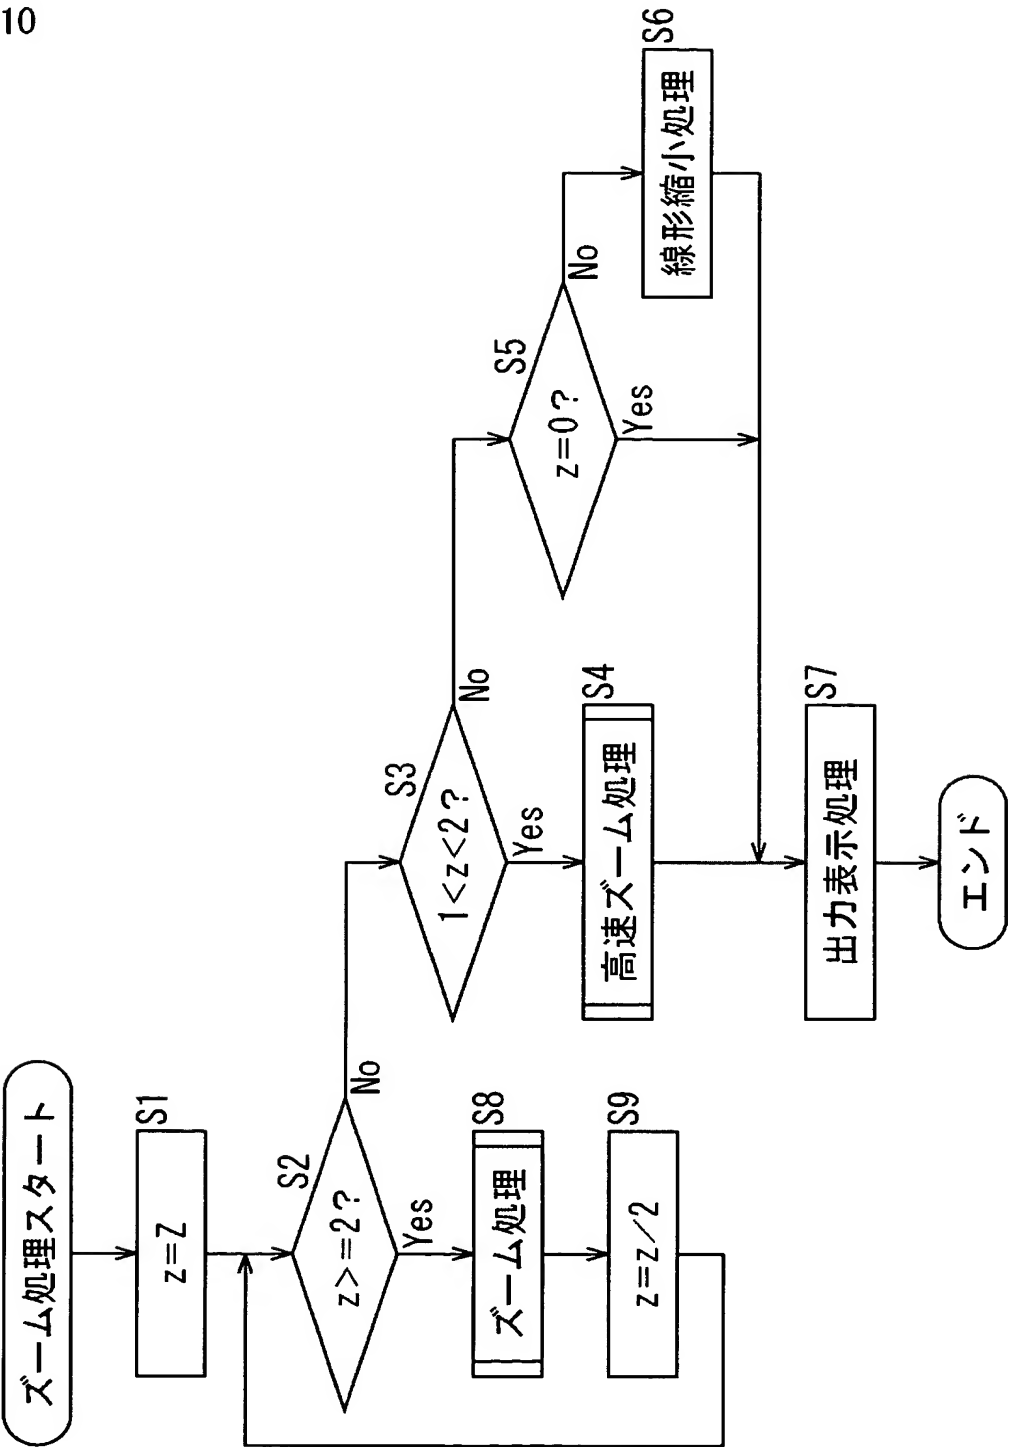 10
ズーム処理スタート
S1
z=Z
S2
z>=2?
No
Yes
S8
ズーム処理
S9
z=z/2
S3
1<z<2?
No
Yes
S4
高速ズーム処理
S5
z=0?
No
Yes
S6
線形縮小処理
S7
出力表示処理
エンド